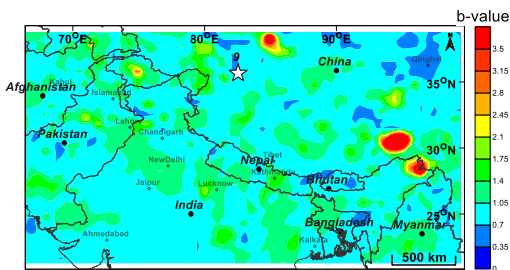 b-value
70°E 80°E 90°E
N
9
3.5
3.15
2.8
2.45
2.1
1.75
1.4
1.05
0.7
0.35
0
China
Qinghai
Kabul
Afghanistan
Islamabad
35°N
Lahore
Pakistan
Chandigarh
30°N
NewDelhi
Nepal
Tibet
Kathmandu
Jaipur
Lucknow
Bhutan
India
25°N
Bangladesh
Myanmar
Ahmedabad
Kalkata
500 km